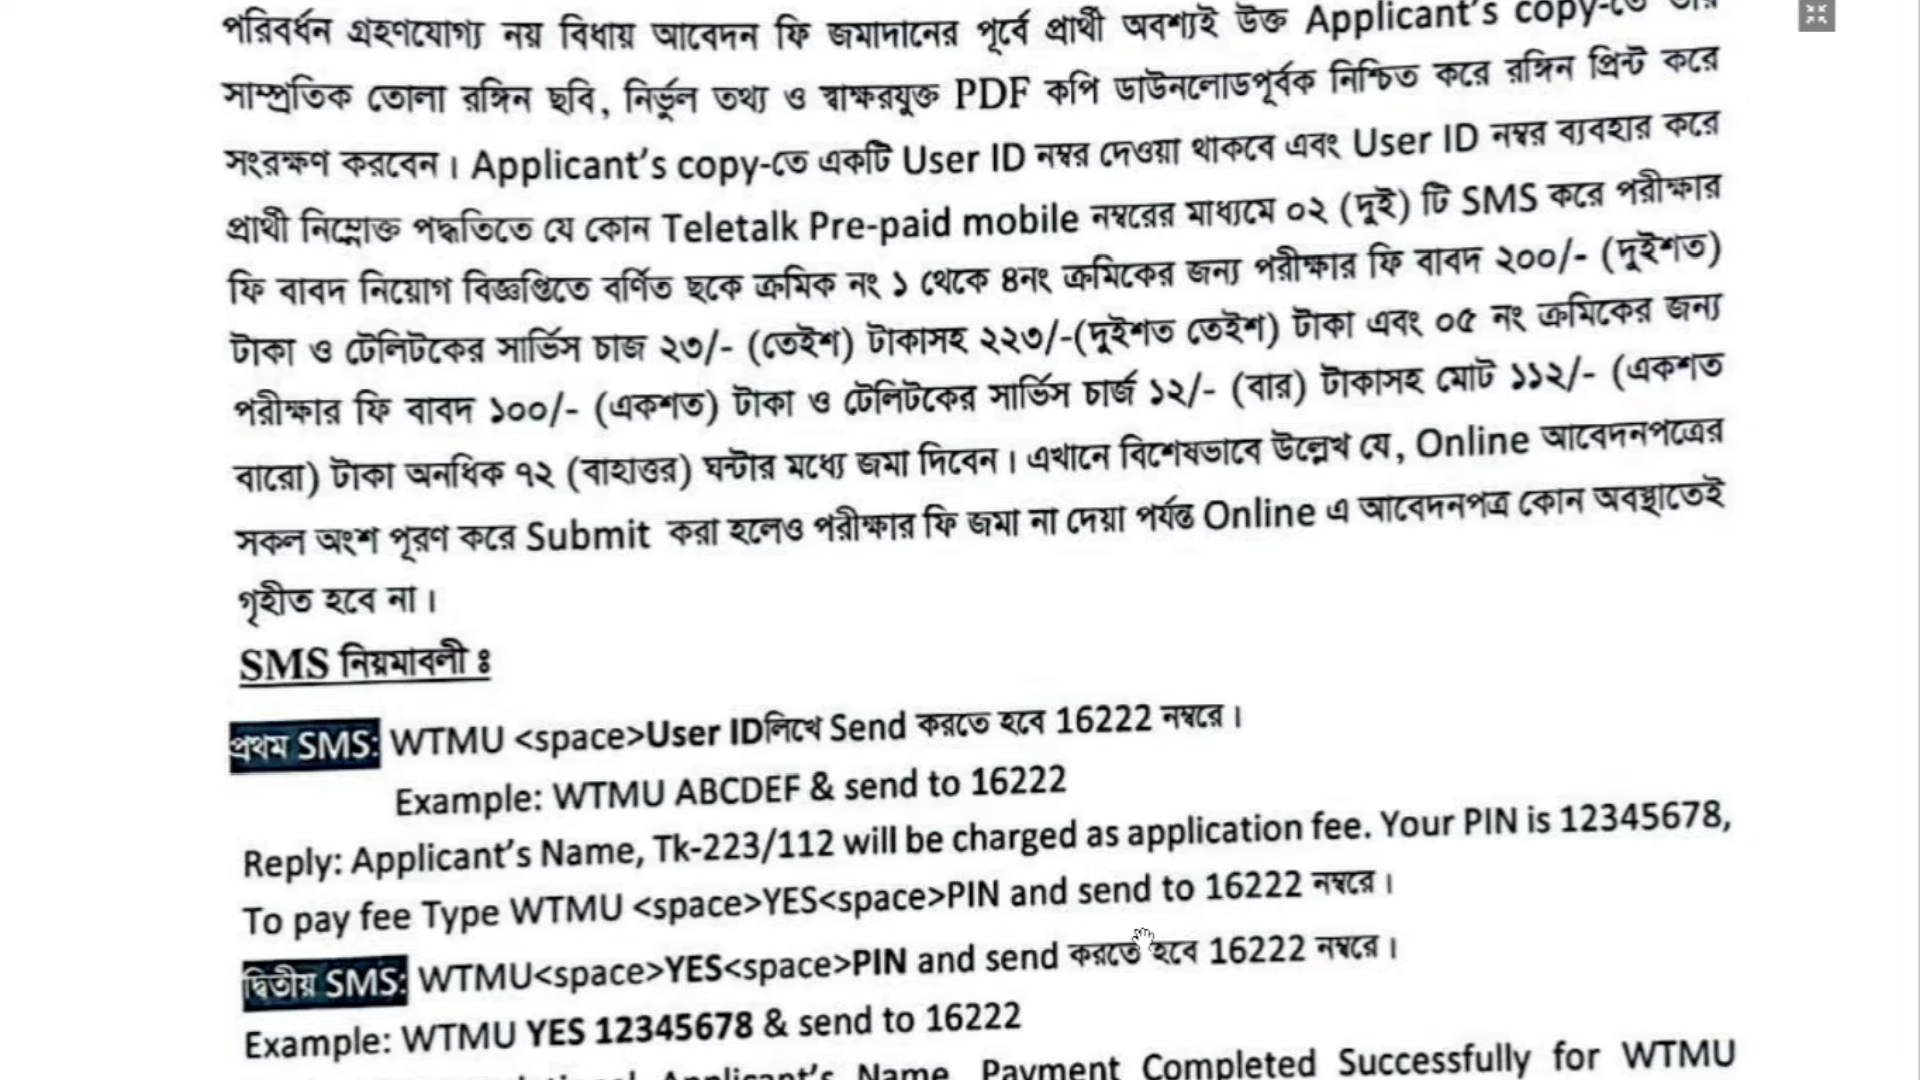 পরিবর্ধন গ্রহণযোগ্য নয় বিধায় আবেদন ফি জমাদানের পূর্বে প্রার্থী অবশ্যই উক্ত Applicant's copy-তে তার
সাম্প্রতিক তোলা রঙ্গিন ছবি, নির্ভুল তথ্য ও স্বাক্ষরযুক্ত PDF কপি ডাউনলোডপূর্বক নিশ্চিত করে রঙ্গিন প্রিন্ট করে
সংরক্ষণ করবেন। Applicant's copy-তে একটি User ID নম্বর দেওয়া থাকবে এবং User ID নম্বর ব্যবহার করে
প্রার্থী নিম্নোক্ত পদ্ধতিতে যে কোন Teletalk Pre-paid mobile নম্বরের মাধ্যমে ০২ (দুই) টি SMS করে পরীক্ষার
ফি বাবদ নিয়োগ বিজ্ঞপ্তিতে বর্ণিত ছকে ক্রমিক নং ১ থেকে ৪নং ক্রমিকের জন্য পরীক্ষার ফি বাবদ ২০০/- (দুইশত)
টাকা ও টেলিটকের সার্ভিস চাজ ২৩/- (তেইশ) টাকাসহ ২২৩/-(দুইশত তেইশ) টাকা এবং ০৫ নং ক্রমিকের জন্য
পরীক্ষার ফি বাবদ ১০০/- (একশত) টাকা ও টেলিটকের সার্ভিস চার্জ ১২/- (বার) টাকাসহ মোট ১১২/- (একশত
বারো) টাকা অনধিক ৭২ (বাহাত্তর) ঘন্টার মধ্যে জমা দিবেন। এখানে বিশেষভাবে উল্লেখ যে, Online আবেদনপত্রের
সকল অংশ পূরণ করে Submit করা হলেও পরীক্ষার ফি জমা না দেয়া পর্যন্ত Online এ আবেদনপত্র কোন অবস্থাতেই
গৃহীত হবে না।
SMS নিয়মাবলী ঃ
প্রথম SMS: WTMU <space>User IDলিখে Send করতে হবে 16222 নম্বরে।
Example: WTMU ABCDEF & send to 16222
Reply: Applicant's Name, Tk-223/112 will be charged as application fee. Your PIN is 12345678,
To pay fee Type WTMU <space>YES<space>PIN and send to 16222 নম্বরে।
দ্বিতীয় SMS: WTMU<space>YES<space>PIN and send করতে হবে 16222 নম্বরে।
Example: WTMU YES 12345678 & send to 16222
Applicant's Name, Payment Completed Successfully for WTMU